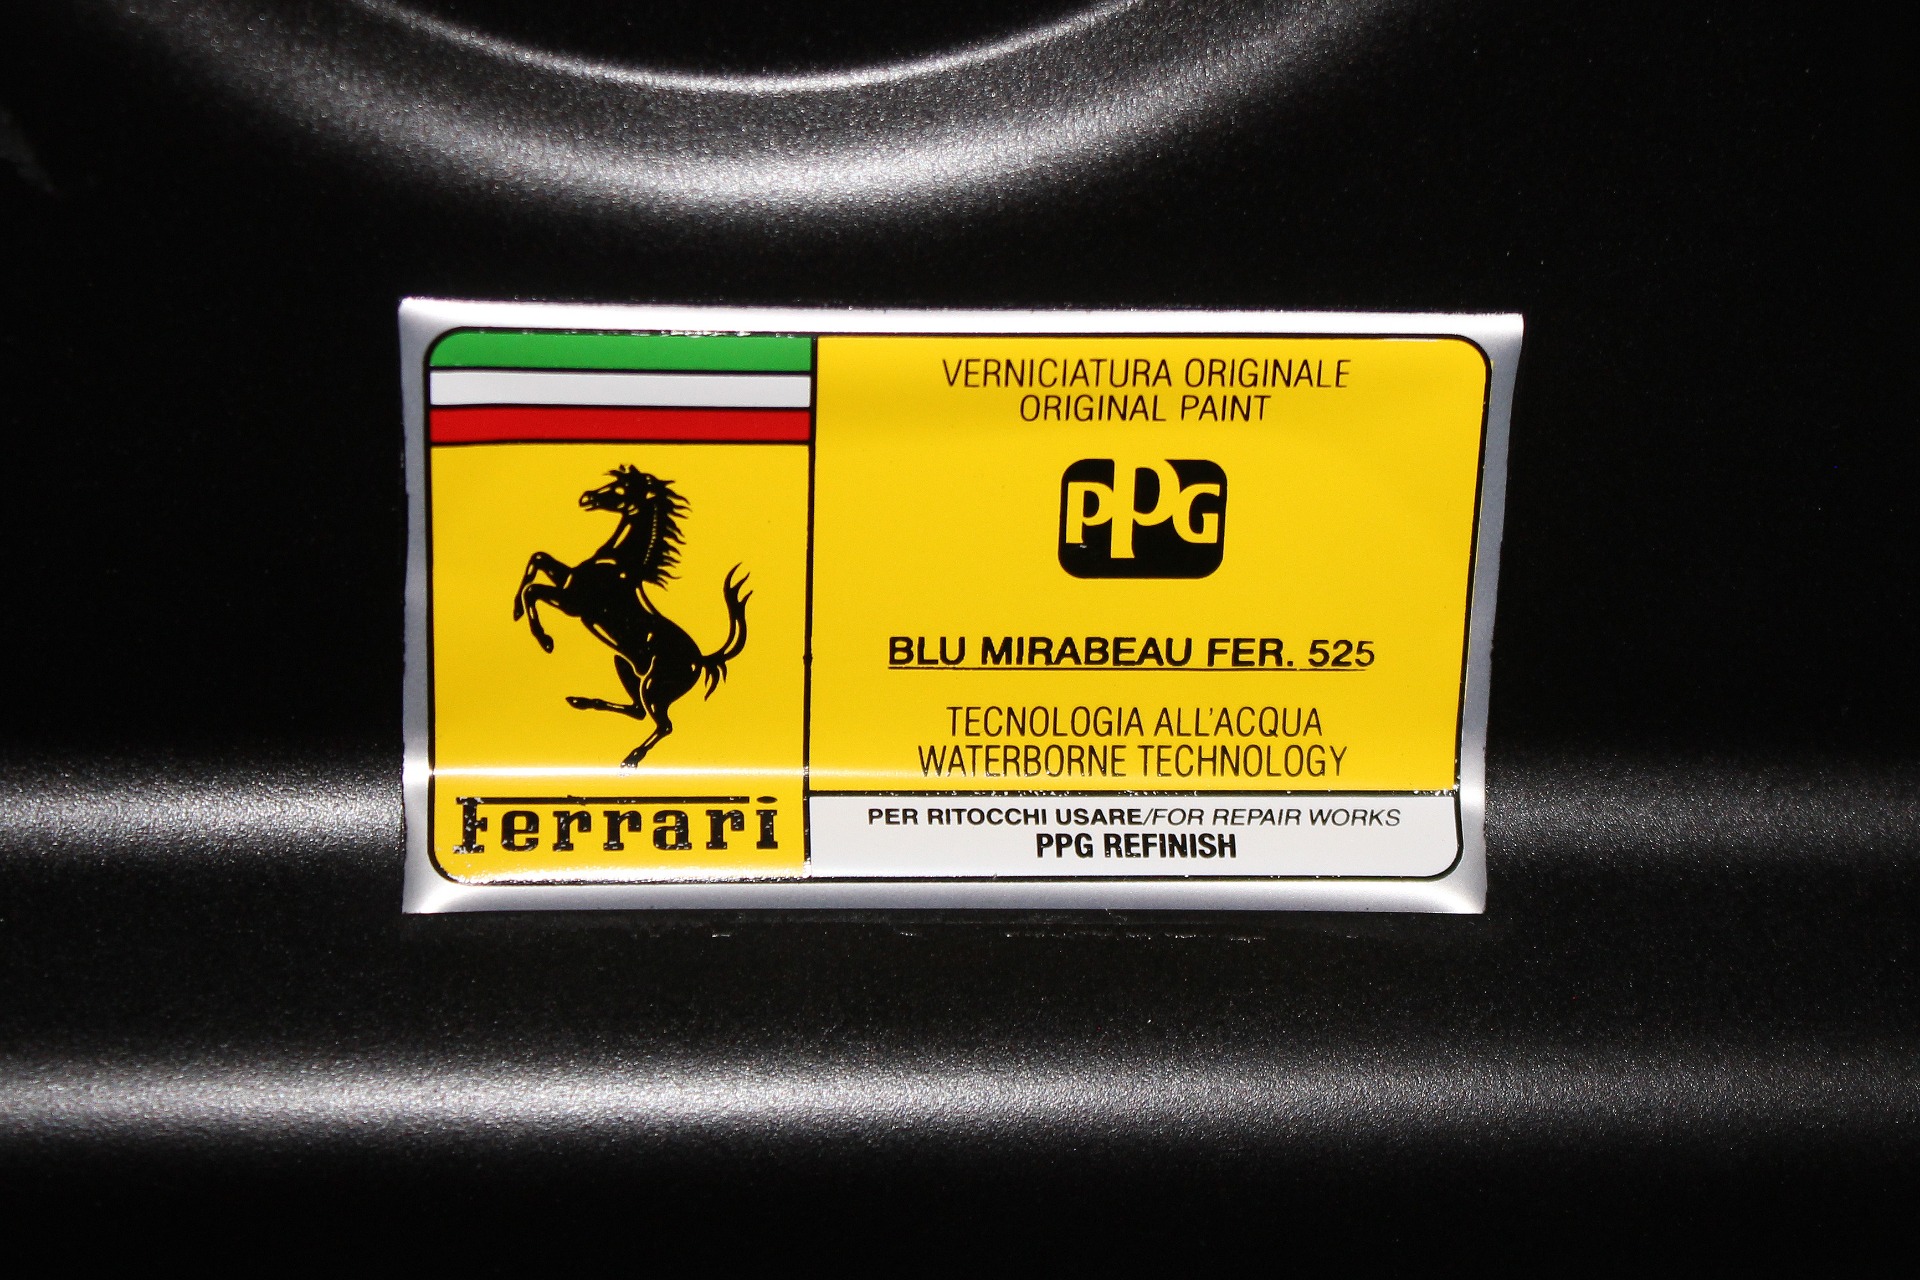 VERNICIATURA ORIGINALE
ORIGINAL PAINT
PPG
BLU MIRABEAU FER. 525
TECNOLOGIA ALL'ACQUA
WATERBORNE TECHNOLOGY
Ferrari
PER RITOCCHI USARE/FOR REPAIR WORKS
PPG REFINISH